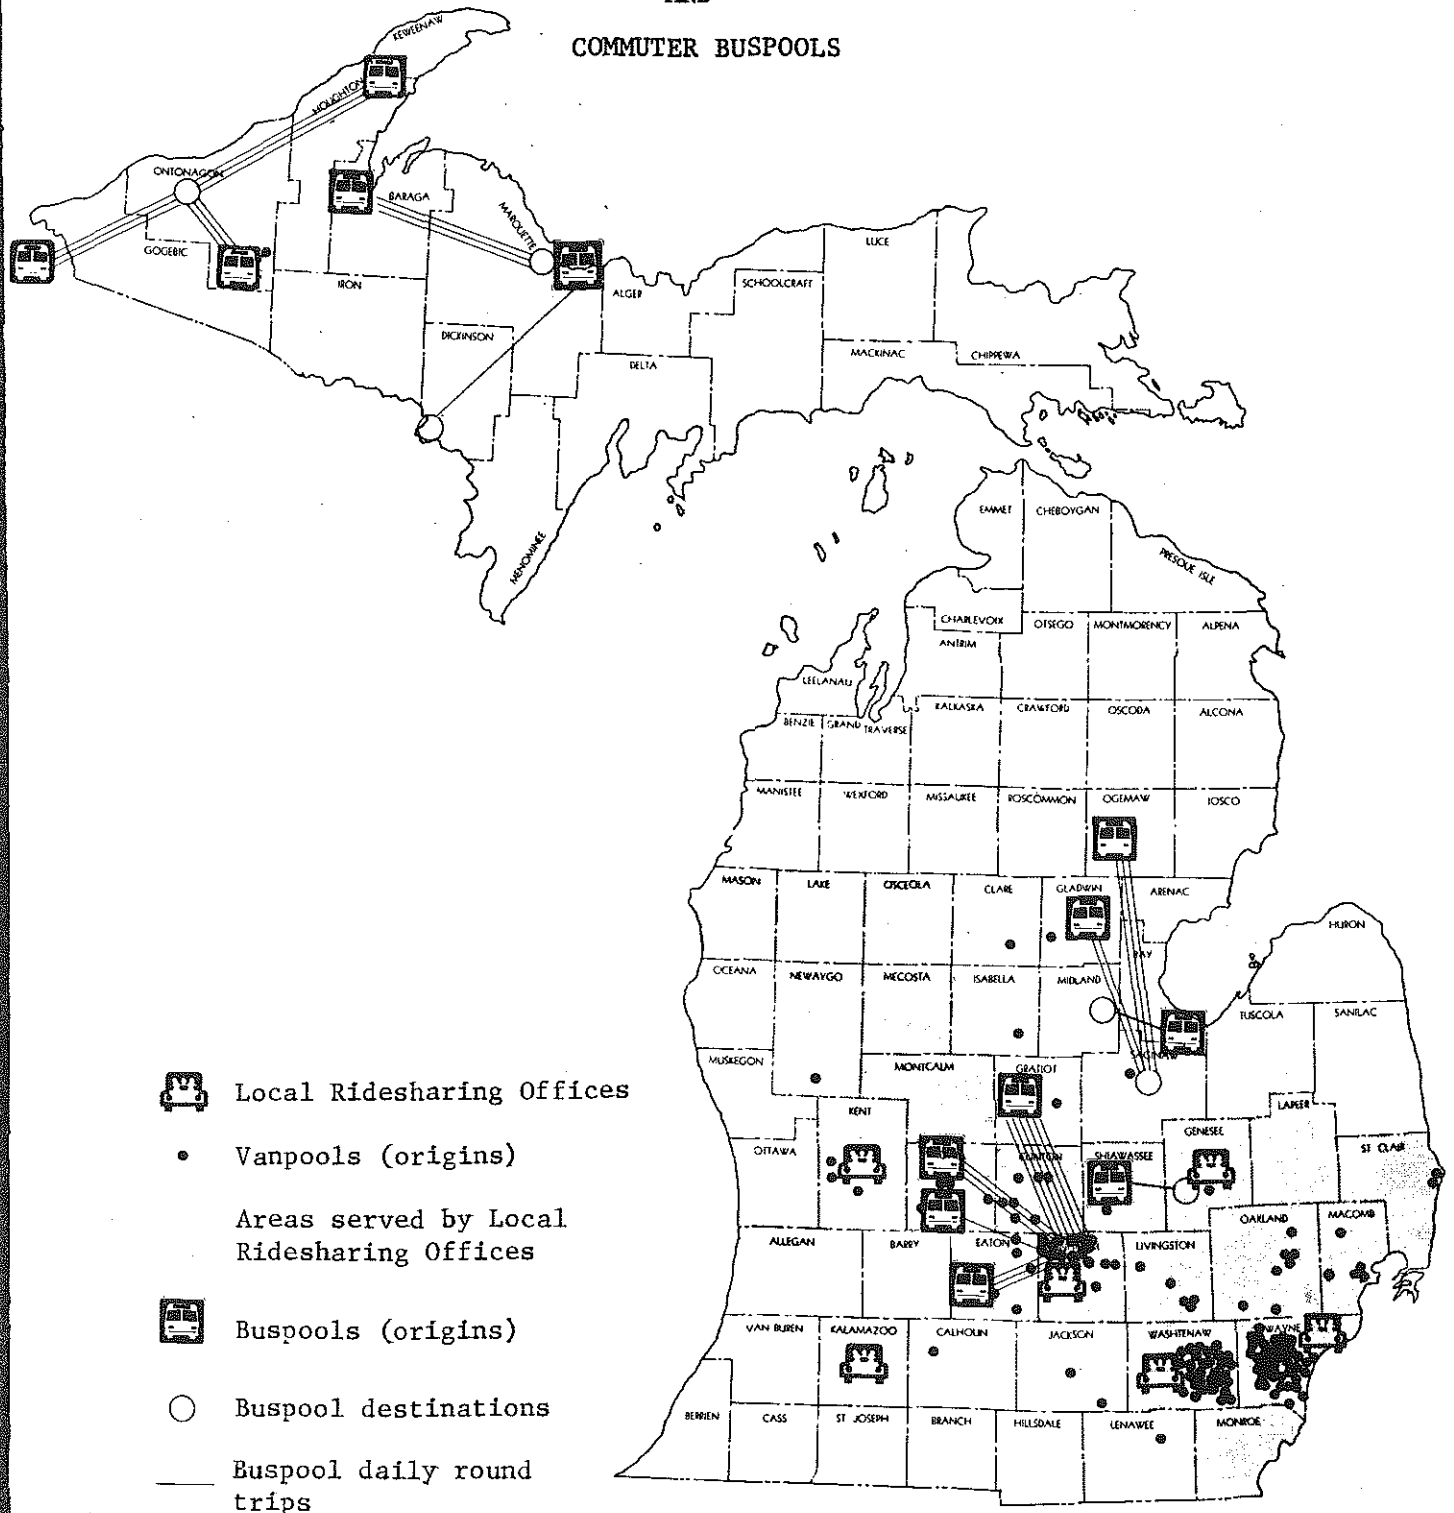 COMMUTER BUSPOOLS
KEWEENAW
HOUGHTON
ONTONAGON
BARAGA
MARQUETTE
GOGEBIC
IRON
LUCE
ALGER
SCHOOLCRAFT
DICKINSON
MACKINAC
CHIPPEWA
DELTA
MENOMINEE
EMMET
CHEBOYGAN
PRESQUE ISLE
CHARLEVOIX
OTSEGO
MONTMORENCY
ALPENA
ANTRIM
LEELANAU
BENZIE
GRAND TRAVERSE
KALKASKA
CRAWFORD
OSCODA
ALCONA
MANISTEE
WEXFORD
MISSAUKEE
ROSCOMMON
OGEMAW
IOSCO
MASON
LAKE
OSCEOLA
CLARE
GLADWIN
ARENAC
HURON
OCEANA
NEWAYGO
MECOSTA
ISABELLA
MIDLAND
BAY
TUSCOLA
SANILAC
MUSKEGON
MONTCALM
GRATIOT
SAGINAW
LAPEER
KENT
GENESEE
ST CLAIR
OTTAWA
CLINTON
SHIAWASSEE
OAKLAND
MACOMB
ALLEGAN
BARRY
EATON
LIVINGSTON
VAN BUREN
KALAMAZOO
CALHOUN
JACKSON
WASHTENAW
WAYNE
BERRIEN
CASS
ST JOSEPH
BRANCH
HILLSDALE
LENAWEE
MONROE
Local Ridesharing Offices
Vanpools (origins)
Areas served by Local
Ridesharing Offices
Buspools (origins)
Buspool destinations
Buspool daily round
trips